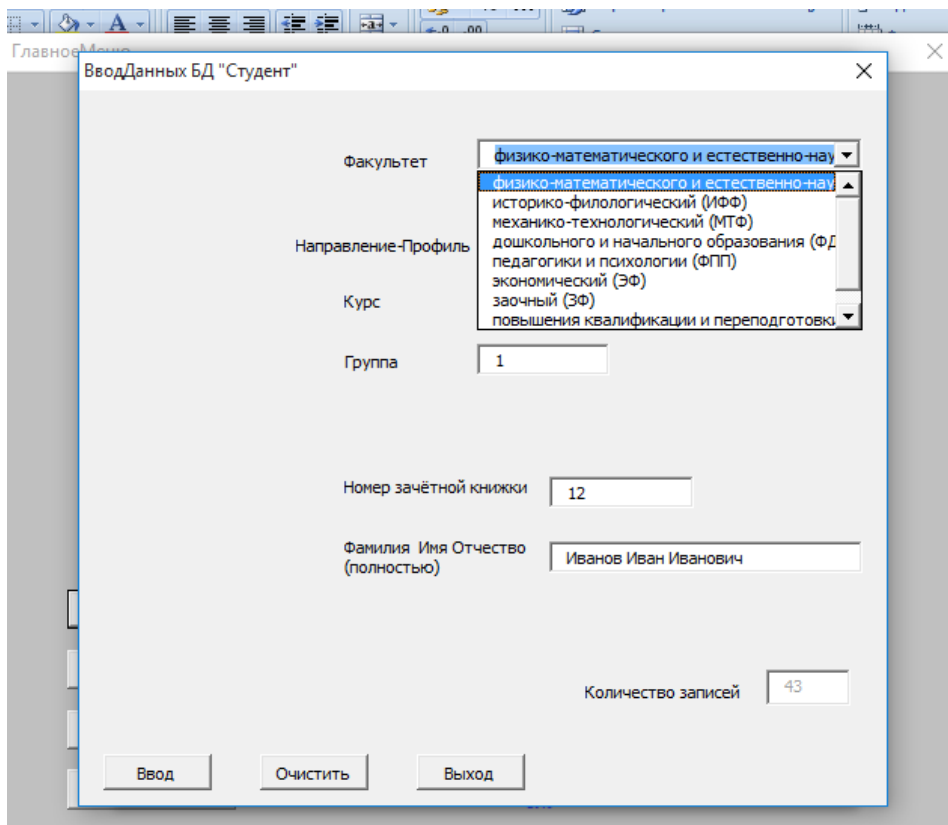 ГлавноеМеню
ВводДанных БД "Студент"
Факультет
физико-математического и естественно-нау
физико-математического и естественно-нау
историко-филологический (ИФФ)
механико-технологический (МТФ)
дошкольного и начального образования (ФД
педагогики и психологии (ФПП)
экономический (ЭФ)
заочный (ЗФ)
повышения квалификации и переподготовки
Направление-Профиль
Курс
Группа
1
Номер зачётной книжки
12
Фамилия Имя Отчество
(полностью)
Иванов Иван Иванович
Количество записей
43
Ввод
Очистить
Выход